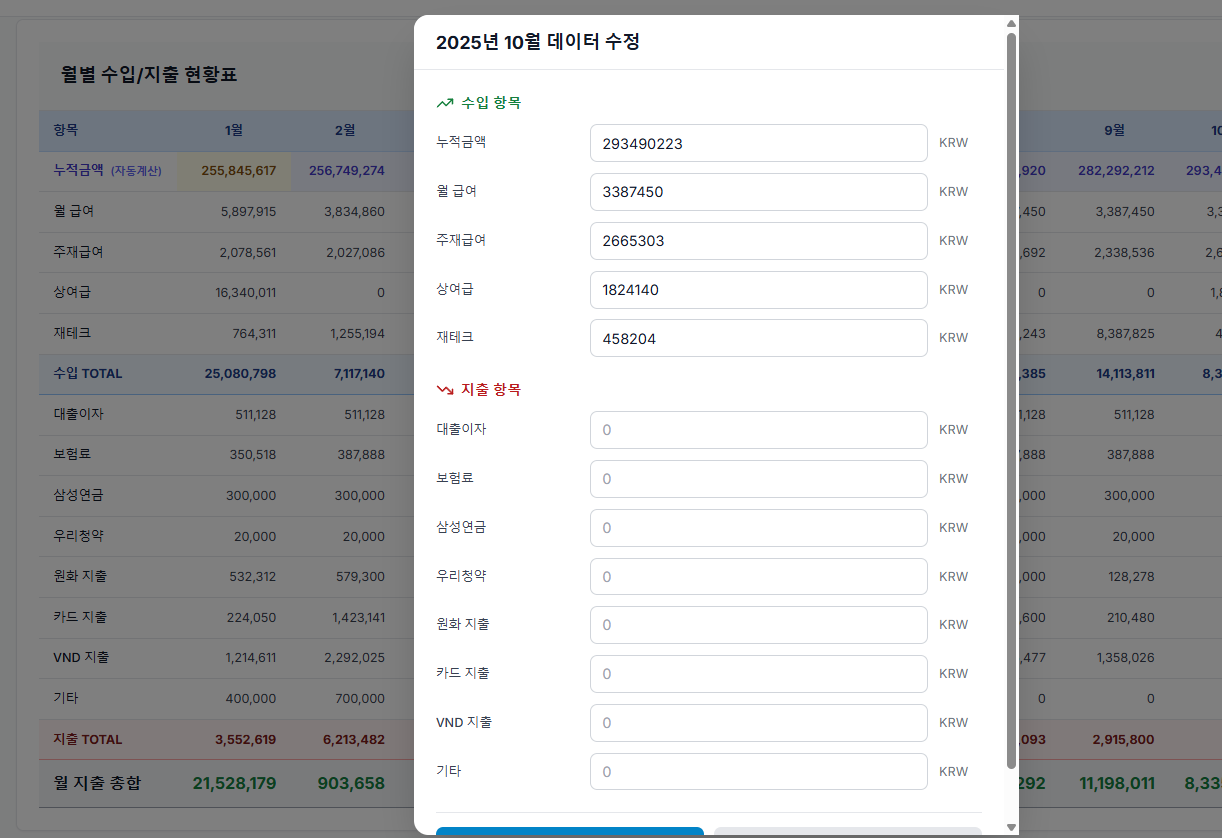 월별 수입/지출 현황표
항목 1월 2월 9월 10
누적금액 (자동계산) 255,845,617 256,749,274 ,920 282,292,212 293,4
월 급여 5,897,915 3,834,860 ,450 3,387,450 3,3
주재급여 2,078,561 2,027,086 ,692 2,338,536 2,6
상여급 16,340,011 0 0 0 1,8
재테크 764,311 1,255,194 ,243 8,387,825 4
수입 TOTAL 25,080,798 7,117,140 ,385 14,113,811 8,3
대출이자 511,128 511,128 1,128 511,128
보험료 350,518 387,888 ,888 387,888
삼성연금 300,000 300,000 ,000 300,000
우리청약 20,000 20,000 ,000 20,000
원화 지출 532,312 579,300 ,000 128,278
카드 지출 224,050 1,423,141 ,600 210,480
VND 지출 1,214,611 2,292,025 ,477 1,358,026
기타 400,000 700,000 0 0
지출 TOTAL 3,552,619 6,213,482 ,093 2,915,800
월 지출 총합 21,528,179 903,658 292 11,198,011 8,33
2025년 10월 데이터 수정
수입 항목
누적금액 293490223 KRW
월 급여 3387450 KRW
주재급여 2665303 KRW
상여급 1824140 KRW
재테크 458204 KRW
지출 항목
대출이자 0 KRW
보험료 0 KRW
삼성연금 0 KRW
우리청약 0 KRW
원화 지출 0 KRW
카드 지출 0 KRW
VND 지출 0 KRW
기타 0 KRW